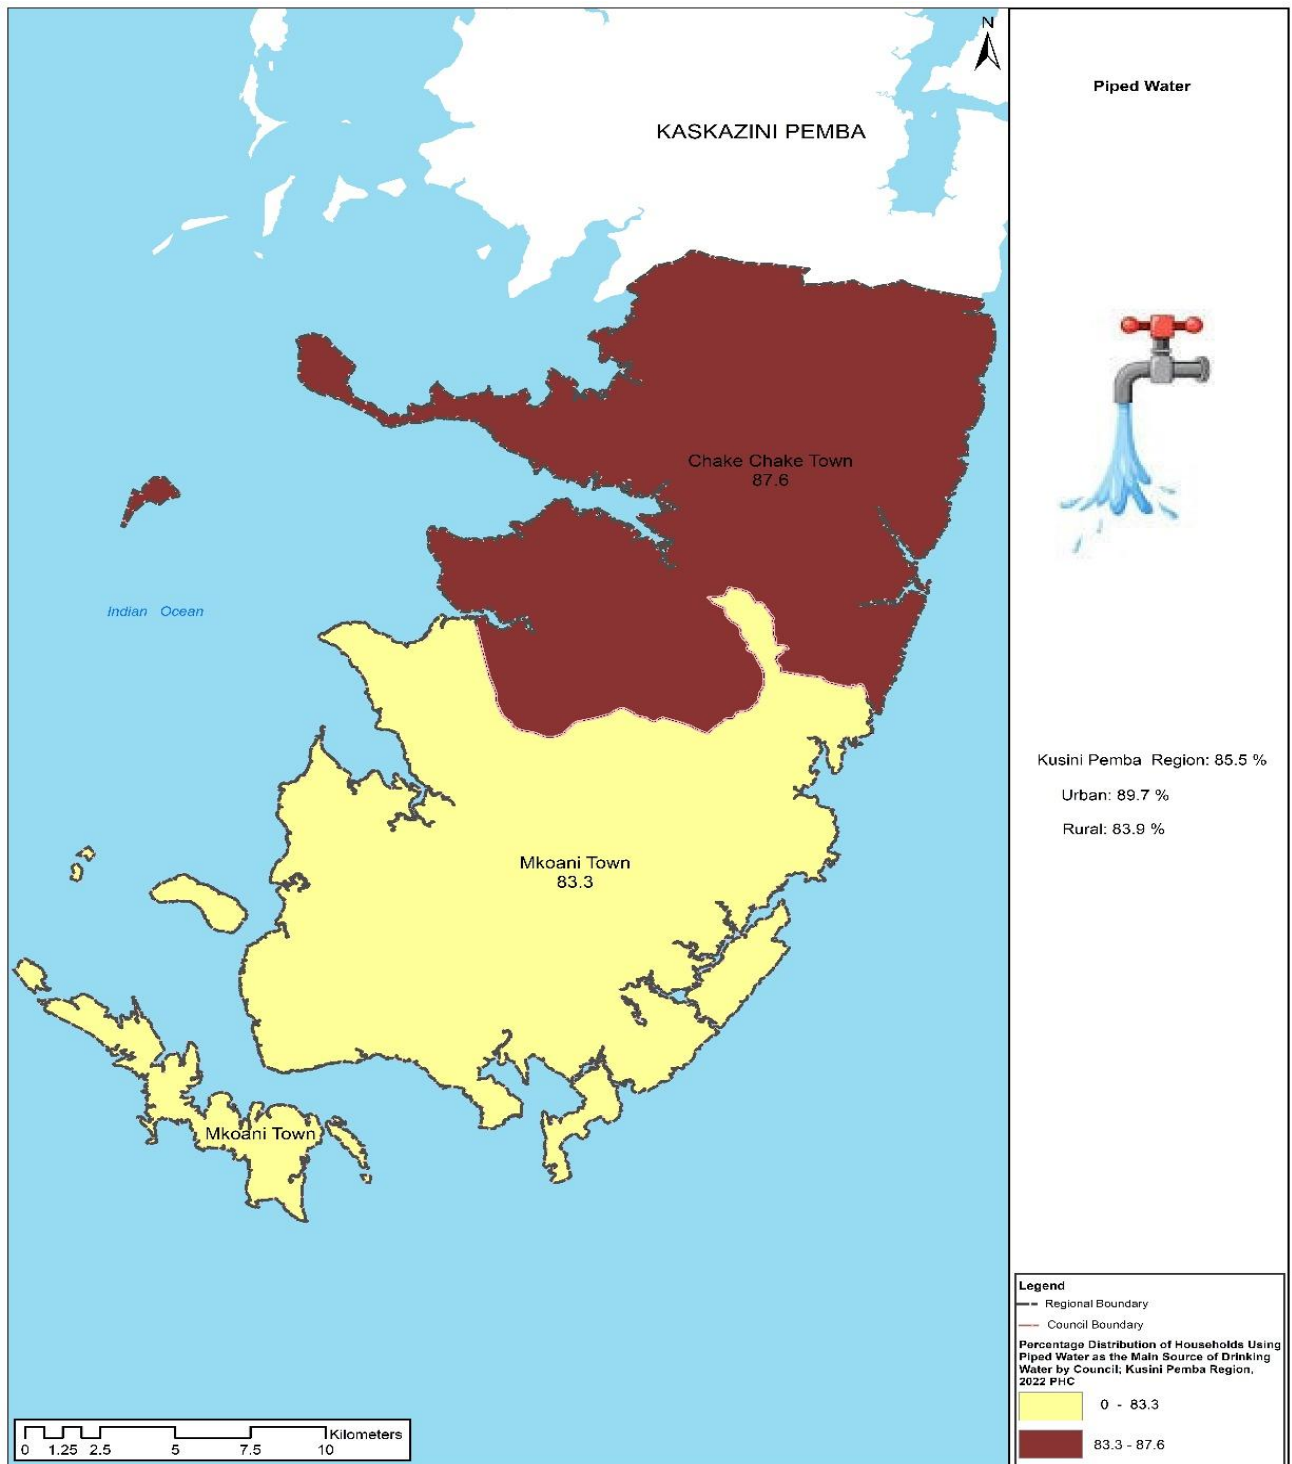 N
KASKAZINI PEMBA
Piped Water
Chake Chake Town
87.6
Indian Ocean
Kusini Pemba Region: 85.5 %
Urban: 89.7 %
Rural: 83.9 %
Mkoani Town
83.3
Mkoani Town
Legend
Regional Boundary
Council Boundary
Percentage Distribution of Households Using
Piped Water as the Main Source of Drinking
Water by Council; Kusini Pemba Region,
2022 PHC
0 - 83.3
83.3 - 87.6
Kilometers
0 1.25 2.5 5 7.5 10